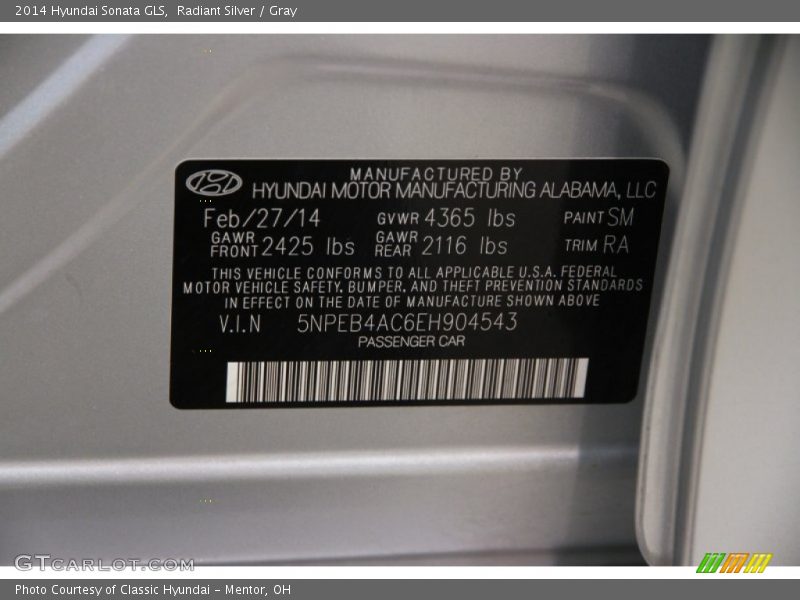 2014 Hyundai Sonata GLS,  Radiant Silver / Gray
MANUFACTURED BY
HYUNDAI MOTOR MANUFACTURING ALABAMA, LLC
Feb/27/14 GVWR 4365 lbs PAINT SM
GAWR FRONT 2425 lbs GAWR REAR 2116 lbs TRIM RA
THIS VEHICLE CONFORMS TO ALL APPLICABLE U.S.A. FEDERAL
MOTOR VEHICLE SAFETY, BUMPER, AND THEFT PREVENTION STANDARDS
IN EFFECT ON THE DATE OF MANUFACTURE SHOWN ABOVE
V.I.N 5NPEB4AC6EH904543
PASSENGER CAR
GTCARLOT.COM
Photo Courtesy of Classic Hyundai - Mentor, OH